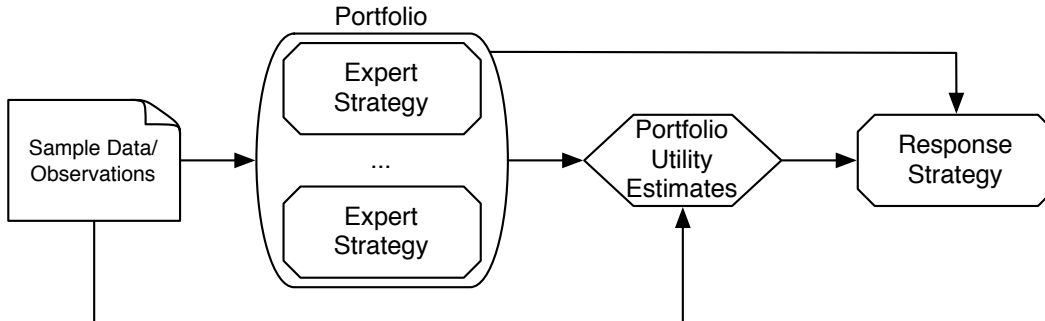 Portfolio
Expert
Strategy
...
Expert
Strategy
Sample Data/
Observations
Portfolio
Utility
Estimates
Response
Strategy